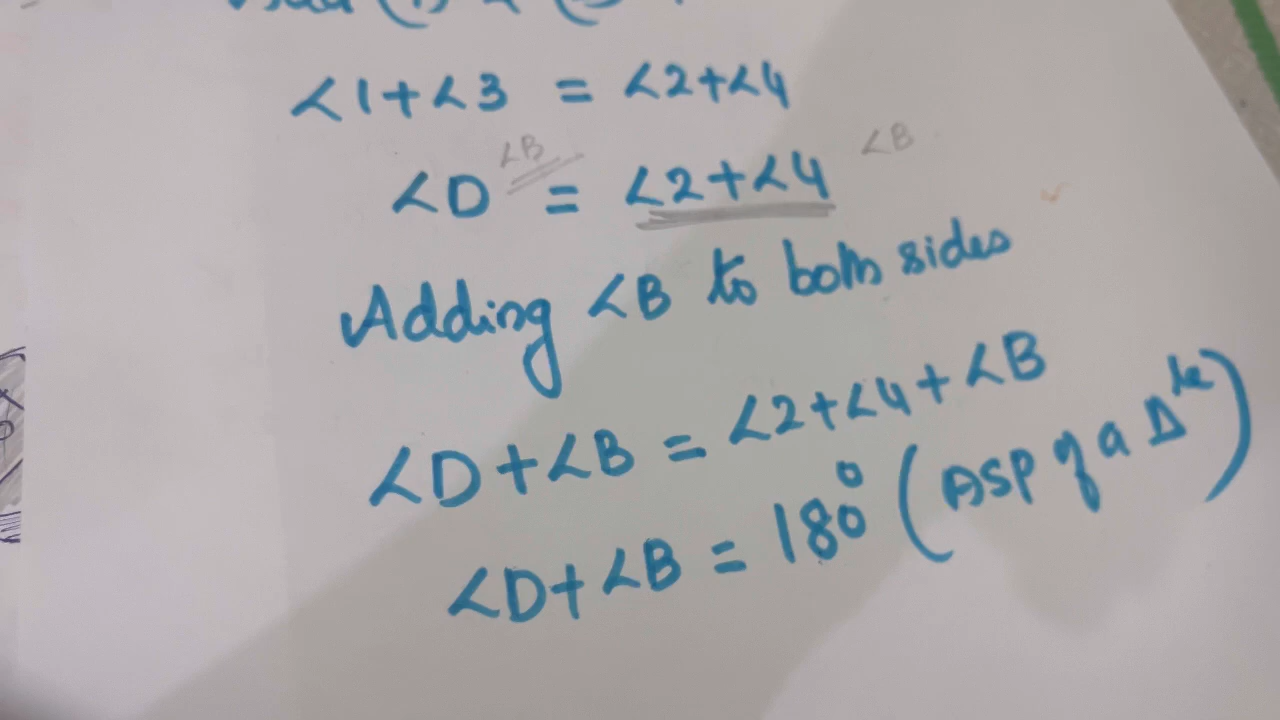 ∠1+∠3 = ∠2+∠4
∠B ∠B
∠D = ∠2+∠4
Adding ∠B to both sides
∠D+∠B = ∠2+∠4+∠B
∠D+∠B = 180° (ASP of a Δle)